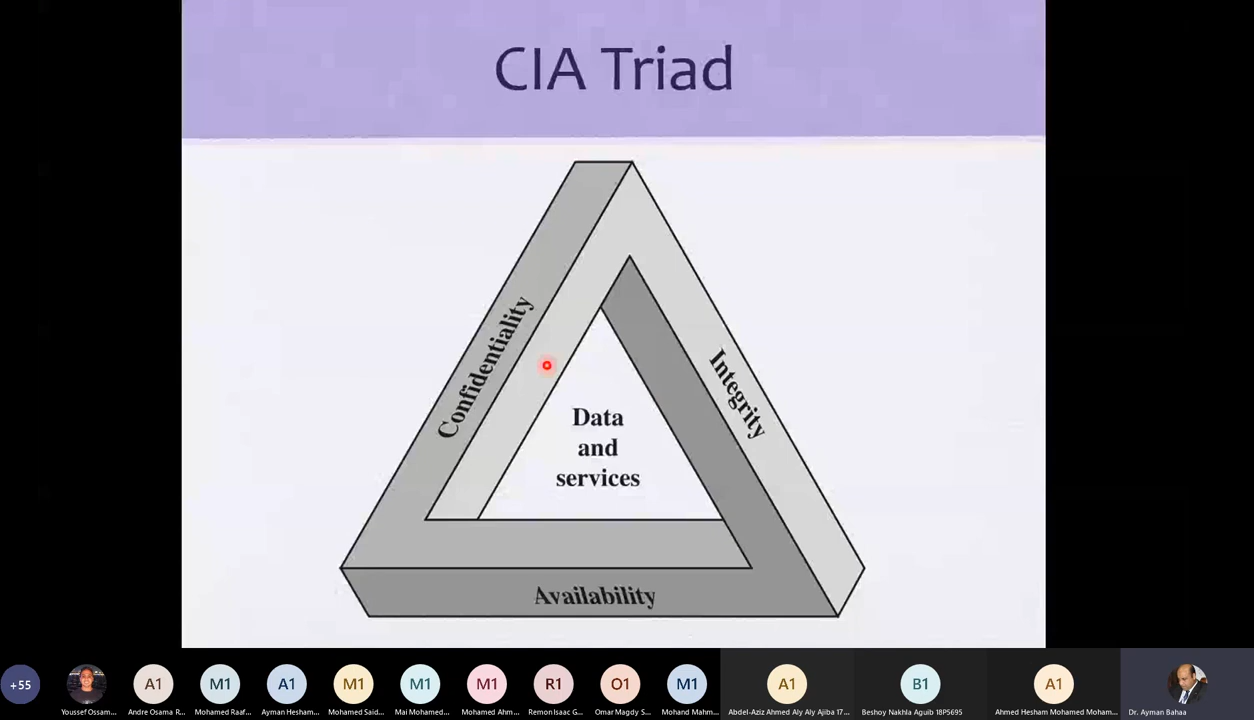 CIA Triad
Confidentiality
Integrity
Data
and
services
Availability
+55
A1
M1
A1
M1
M1
M1
R1
O1
M1
A1
B1
A1
Youssef Ossam...
Andre Osama R...
Mohamed Raaf...
Ayman Hesham...
Mohamed Said...
Mai Mohamed...
Mohamed Ahm...
Remon Isaac G...
Omar Magdy S...
Mohand Mahm...
Abdel-Aziz Ahmed Aly Aly Ajiba 17...
Beshoy Nakhla Aguib 18P5695
Ahmed Hesham Mohamed Moham...
Dr. Ayman Bahaa